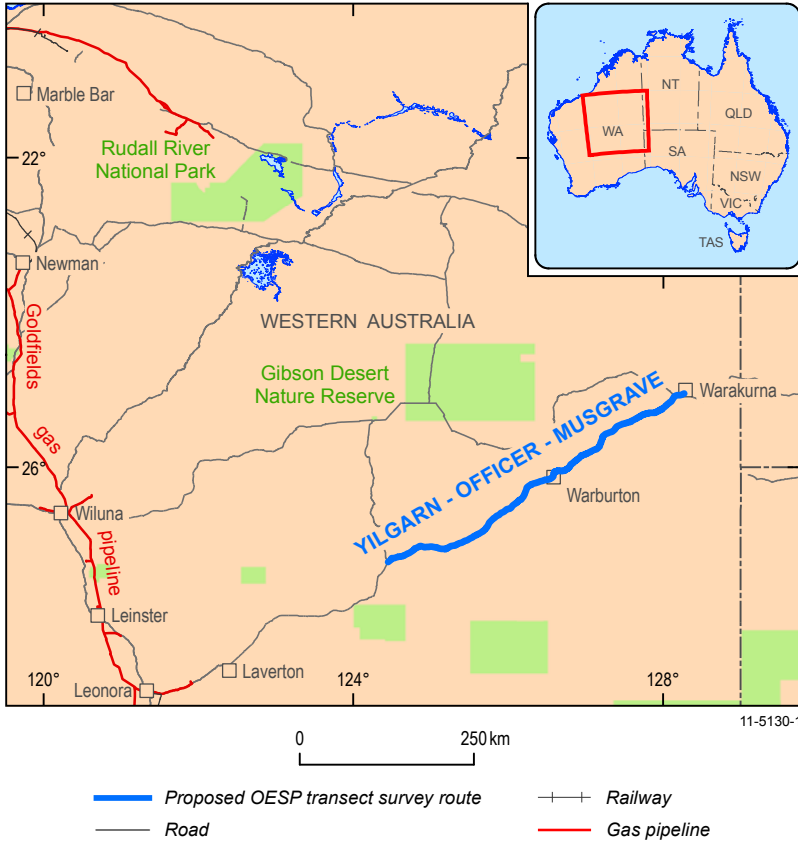 Marble Bar
Rudall River
National Park
22°
Newman
WESTERN AUSTRALIA
Goldfields
gas
pipeline
Gibson Desert
Nature Reserve
YILGARN - OFFICER - MUSGRAVE
Warakurna
26°
Warburton
Wiluna
Leinster
Laverton
Leonora
120°
124°
128°
NT
QLD
WA
SA
NSW
VIC
TAS
11-5130-1
0
250 km
Proposed OESP transect survey route
Railway
Road
Gas pipeline